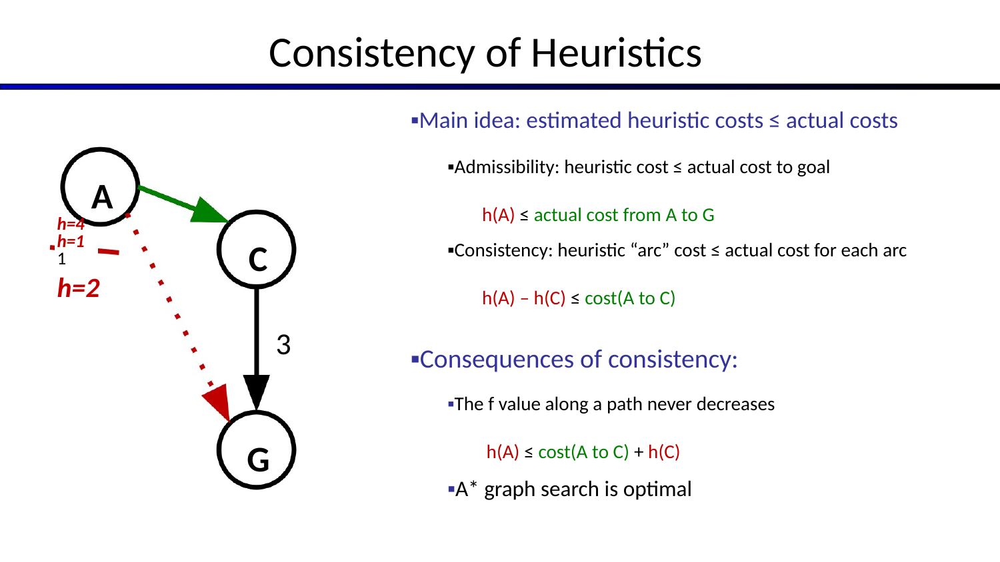 Consistency of Heuristics
A
h=4
h=1
1
h=2
C
3
G
▪Main idea: estimated heuristic costs ≤ actual costs
▪Admissibility: heuristic cost ≤ actual cost to goal
h(A) ≤ actual cost from A to G
▪Consistency: heuristic “arc” cost ≤ actual cost for each arc
h(A) – h(C) ≤ cost(A to C)
▪Consequences of consistency:
▪The f value along a path never decreases
h(A) ≤ cost(A to C) + h(C)
▪A* graph search is optimal